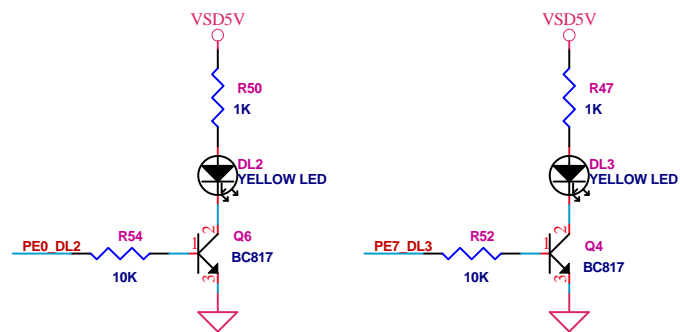 VSD5V
R50
1K
DL2
YELLOW LED
2
PE0_DL2
R54
1
Q6
10K
BC817
3
VSD5V
R47
1K
DL3
YELLOW LED
2
PE7_DL3
R52
1
Q4
10K
BC817
3